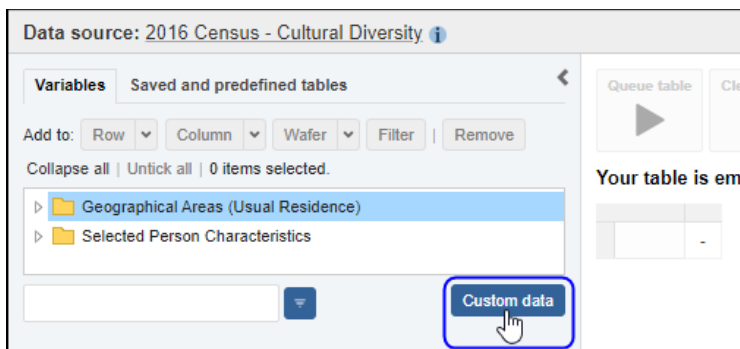 Data source: 2016 Census - Cultural Diversity i
Variables Saved and predefined tables
Queue table
Add to: Row Column Wafer Filter | Remove
Collapse all | Untick all | 0 items selected.
Your table is em
Geographical Areas (Usual Residence)
Selected Person Characteristics
-
Custom data